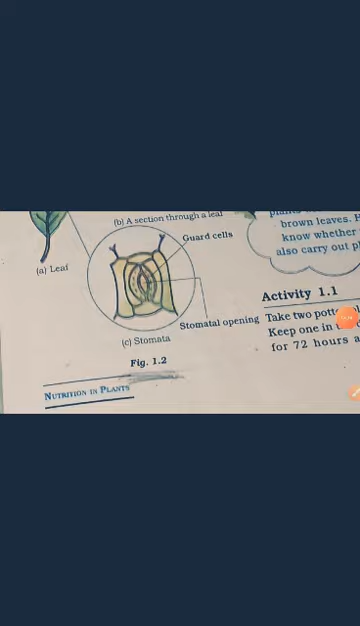 (b) A section through a leaf
Guard cells
(a) Leaf
Stomatal opening
(c) Stomata
Fig. 1.2
NUTRITION IN PLANTS
plants
brown leaves.
know whether
also carry out
Activity 1.1
Take two
Keep one in
for 72 hours